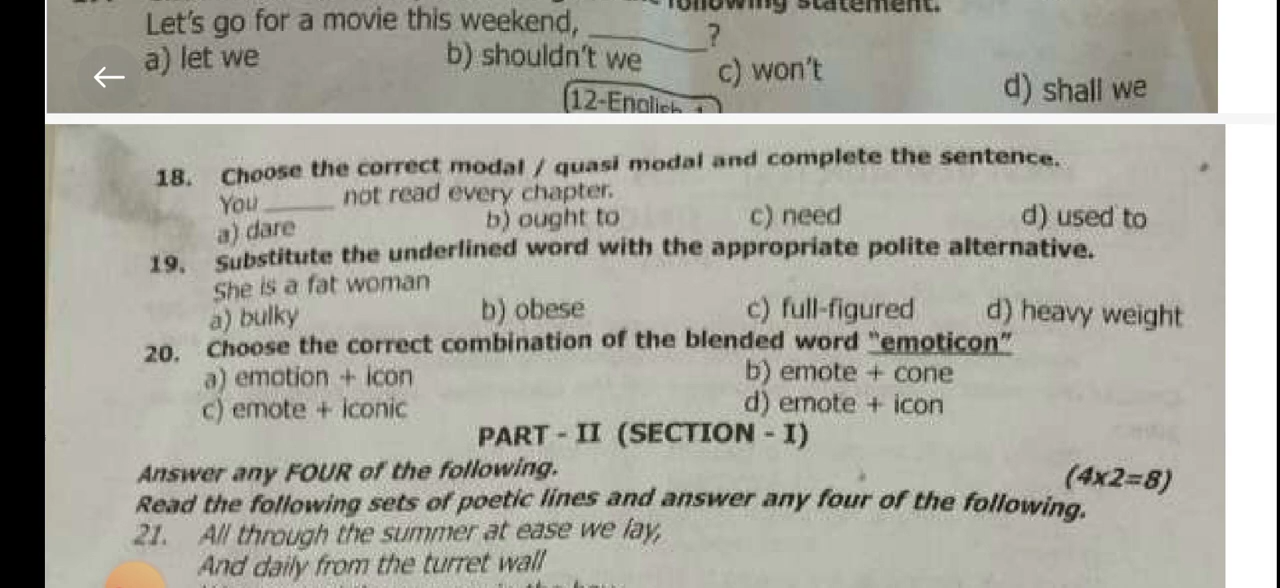 following statement.
Let's go for a movie this weekend, ________?
a) let we b) shouldn't we c) won't d) shall we
(12-English
18. Choose the correct modal / quasi modal and complete the sentence.
You _____ not read every chapter.
a) dare b) ought to c) need d) used to
19. Substitute the underlined word with the appropriate polite alternative.
She is a fat woman
a) bulky b) obese c) full-figured d) heavy weight
20. Choose the correct combination of the blended word "emoticon"
a) emotion + icon b) emote + cone
c) emote + iconic d) emote + icon
PART - II (SECTION - I)
Answer any FOUR of the following. (4x2=8)
Read the following sets of poetic lines and answer any four of the following.
21. All through the summer at ease we lay,
And daily from the turret wall